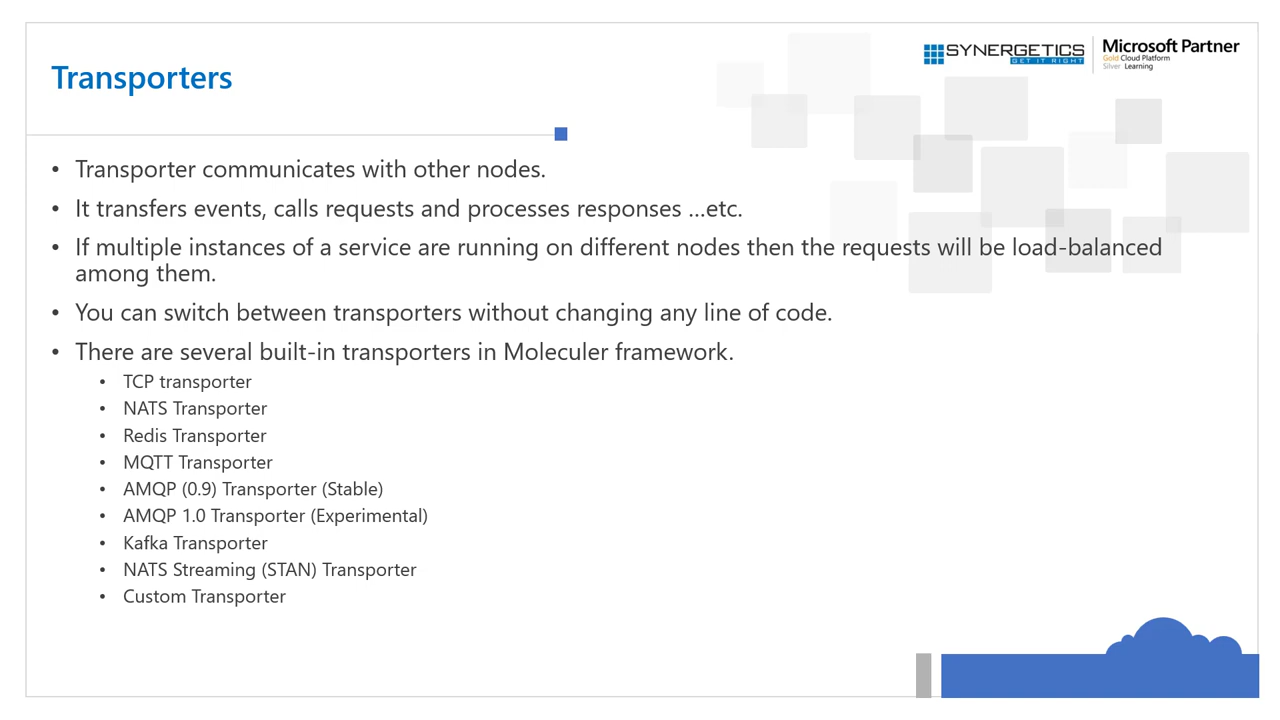 SYNERGETICS
GET IT RIGHT
Microsoft Partner
Gold Cloud Platform
Silver Learning
Transporters
• Transporter communicates with other nodes.
• It transfers events, calls requests and processes responses ...etc.
• If multiple instances of a service are running on different nodes then the requests will be load-balanced
among them.
• You can switch between transporters without changing any line of code.
• There are several built-in transporters in Moleculer framework.
• TCP transporter
• NATS Transporter
• Redis Transporter
• MQTT Transporter
• AMQP (0.9) Transporter (Stable)
• AMQP 1.0 Transporter (Experimental)
• Kafka Transporter
• NATS Streaming (STAN) Transporter
• Custom Transporter